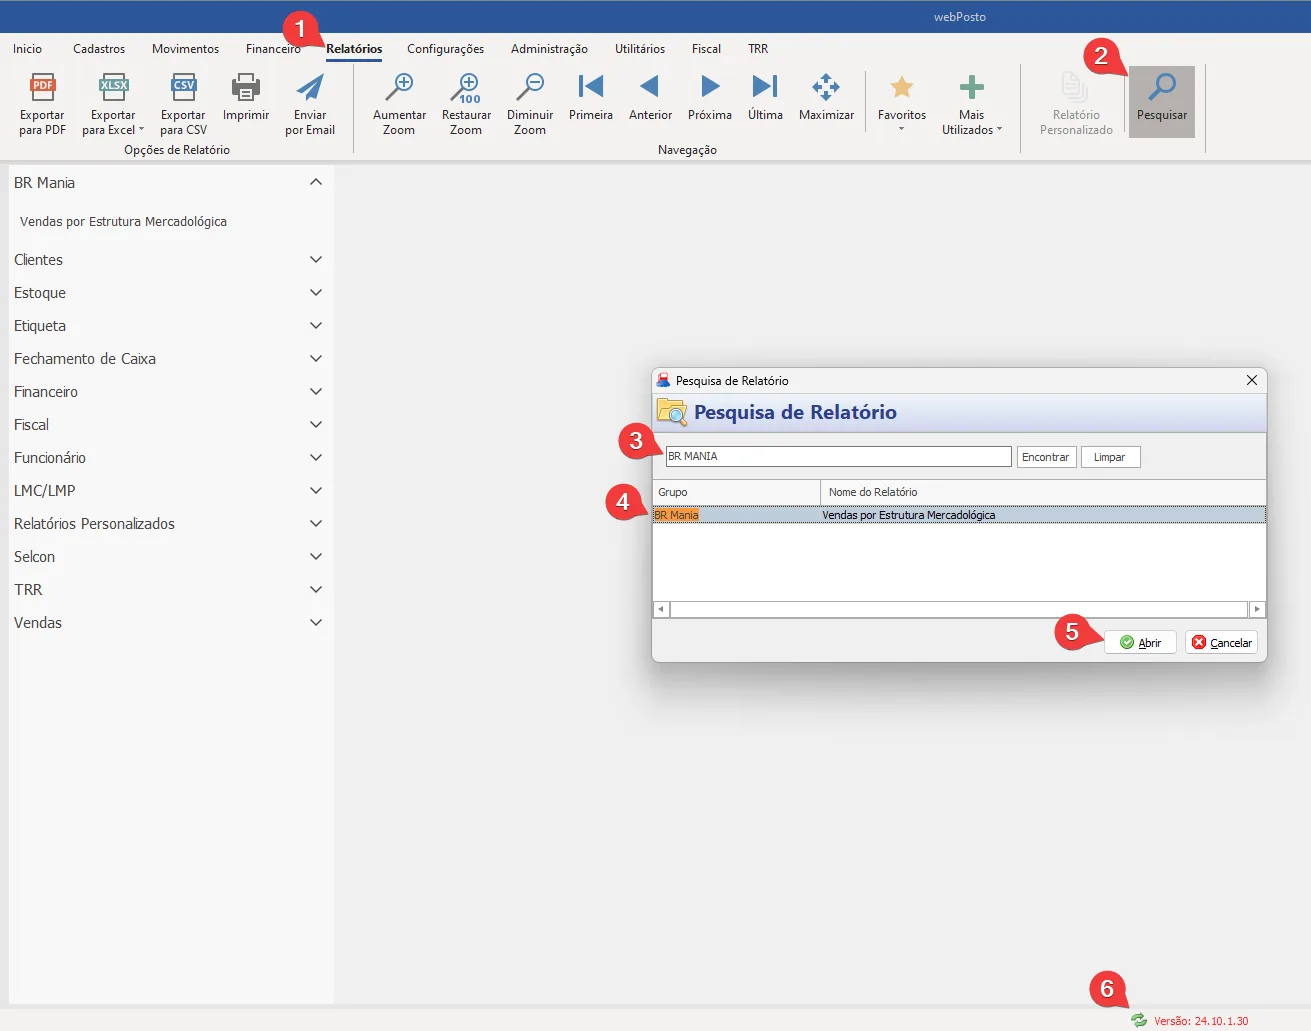 webPosto
1
Inicio
Cadastros
Movimentos
Financeiro
Relatórios
Configurações
Administração
Utilitários
Fiscal
TRR
2
PDF
XLSX
CSV
100
Exportar
para PDF
Exportar
para Excel
Exportar
para CSV
Imprimir
Enviar
por Email
Aumentar
Zoom
Restaurar
Zoom
Diminuir
Zoom
Primeira
Anterior
Próxima
Última
Maximizar
Favoritos
Mais
Utilizados
Relatório
Personalizado
Pesquisar
Opções de Relatório
Navegação
BR Mania
Vendas por Estrutura Mercadológica
Clientes
Estoque
Etiqueta
Fechamento de Caixa
Financeiro
Fiscal
Funcionário
LMC/LMP
Relatórios Personalizados
Selcon
TRR
Vendas
Pesquisa de Relatório
Pesquisa de Relatório
3
BR MANIA
Encontrar
Limpar
Grupo
Nome do Relatório
4
BR Mania
Vendas por Estrutura Mercadológica
5
Abrir
Cancelar
6
Versão: 24.10.1.30